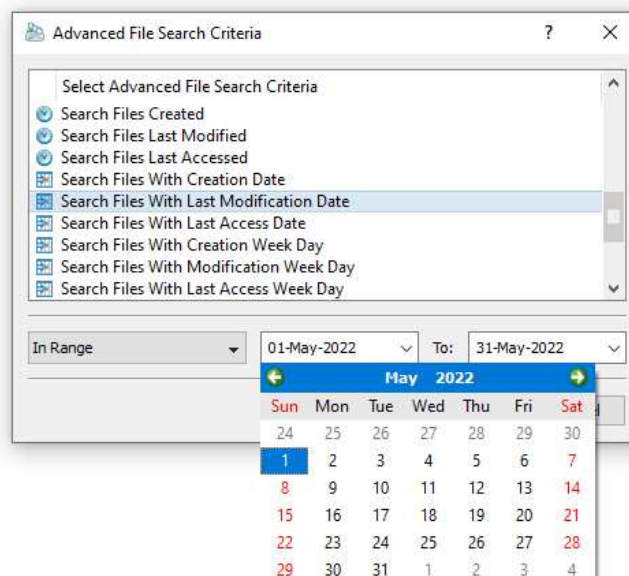 Advanced File Search Criteria ?
Select Advanced File Search Criteria
Search Files Created
Search Files Last Modified
Search Files Last Accessed
Search Files With Creation Date
Search Files With Last Modification Date
Search Files With Last Access Date
Search Files With Creation Week Day
Search Files With Modification Week Day
Search Files With Last Access Week Day
In Range 01-May-2022 To: 31-May-2022
May 2022
Sun Mon Tue Wed Thu Fri Sat
24 25 26 27 28 29 30
1 2 3 4 5 6 7
8 9 10 11 12 13 14
15 16 17 18 19 20 21
22 23 24 25 26 27 28
29 30 31 1 2 3 4